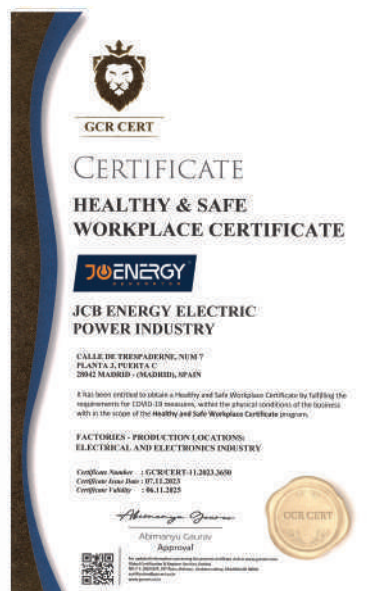 GCR CERT
CERTIFICATE
HEALTHY & SAFE
WORKPLACE CERTIFICATE
JCB ENERGY ELECTRIC
POWER INDUSTRY
CALLE DE TRESPADERNE, NUM 7
PLANTA 3, PUERTA C
28042 MADRID - (MADRID), SPAIN
It has been entitled to obtain a Healthy and Safe Workplace Certificate by fulfilling the
requirements for COVID-19 measures, within the physical conditions of the business
with in the scope of the Healthy and Safe Workplace Certificate program.
FACTORIES - PRODUCTION LOCATIONS:
ELECTRICAL AND ELECTRONICS INDUSTRY
Certificate Number : GCR/CERT-11.2023.3650
Certificate Issue Date : 07.11.2023
Certificate Validity : 06.11.2025
Abimanyu Gaurav
Abimanyu Gaurav
Approval
GCR CERT